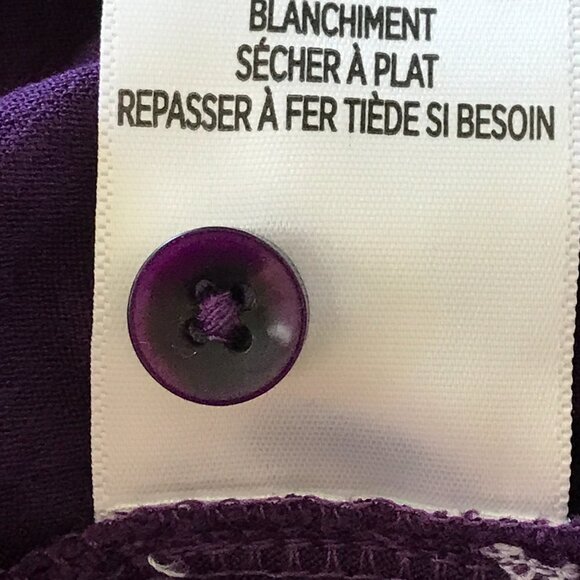 BLANCHIMENT
SÉCHER À PLAT
REPASSER À FER TIÈDE SI BESOIN